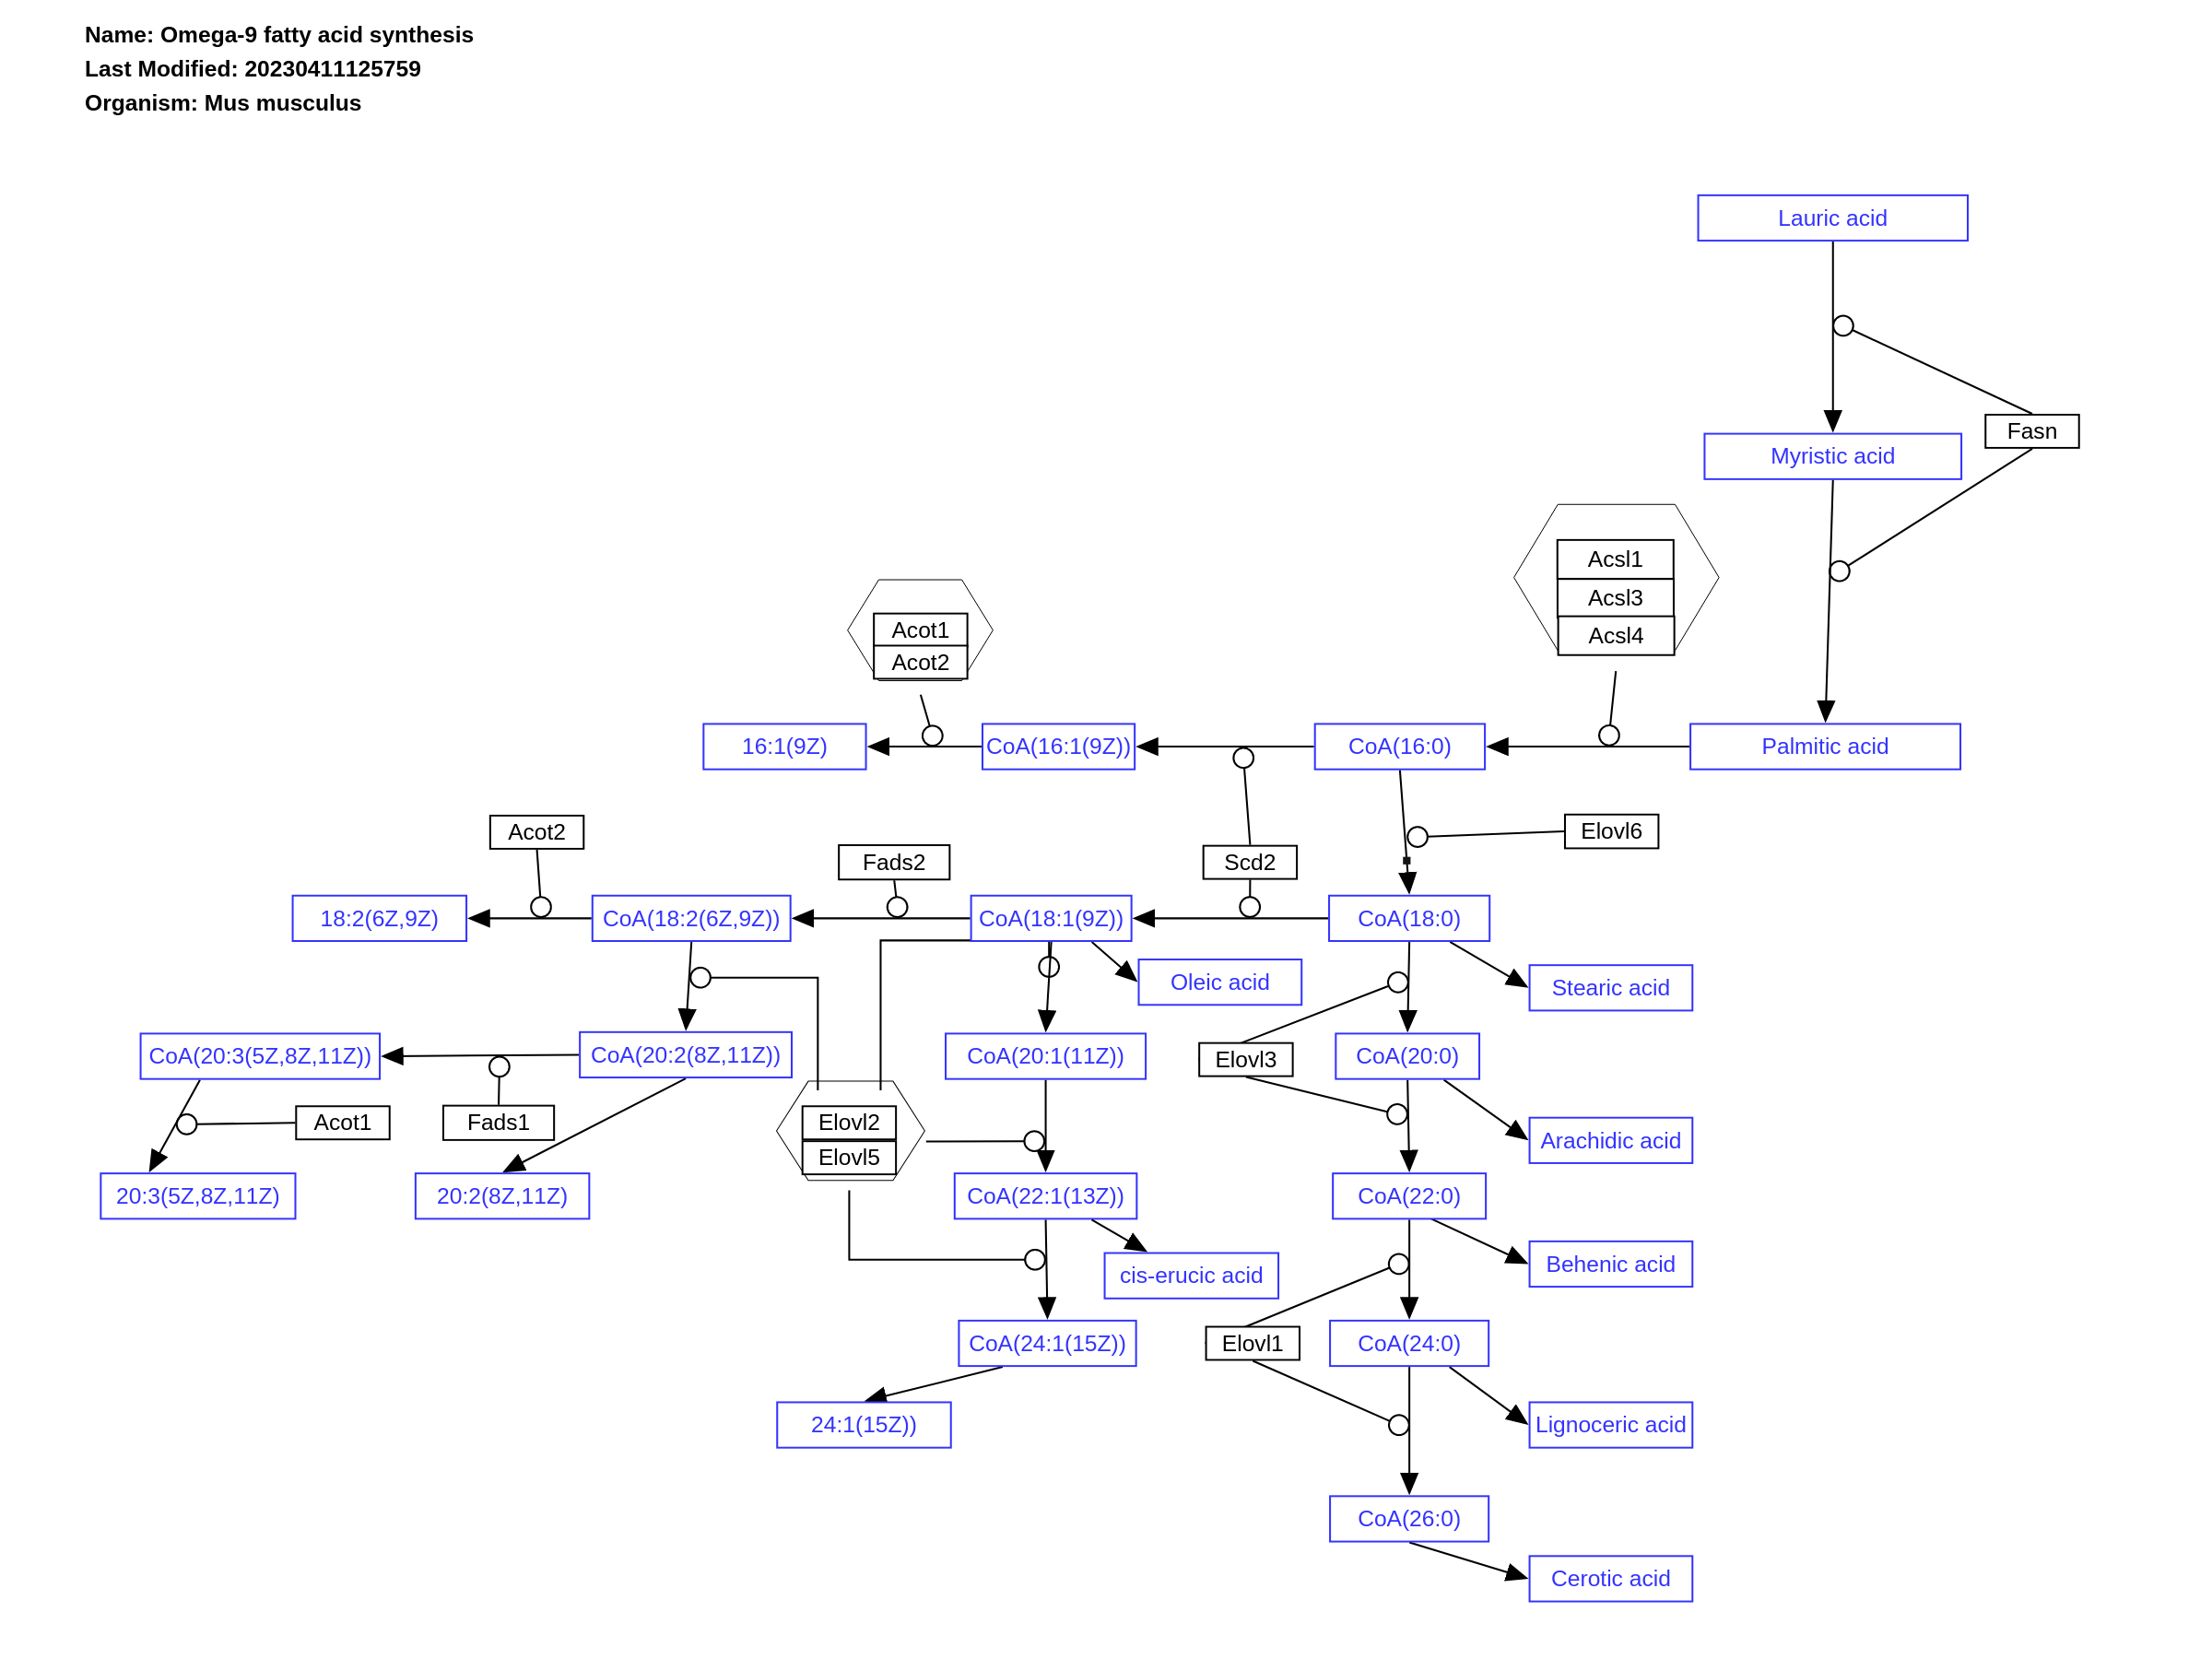 Name: Omega-9 fatty acid synthesis
Last Modified: 20230411125759
Organism: Mus musculus
Lauric acid
Fasn
Myristic acid
Acsl1
Acsl3
Acsl4
Acot1
Acot2
16:1(9Z)
CoA(16:1(9Z))
CoA(16:0)
Palmitic acid
Acot2
Fads2
Scd2
Elovl6
18:2(6Z,9Z)
CoA(18:2(6Z,9Z))
CoA(18:1(9Z))
CoA(18:0)
Oleic acid
Stearic acid
CoA(20:3(5Z,8Z,11Z))
CoA(20:2(8Z,11Z))
CoA(20:1(11Z))
Elovl3
CoA(20:0)
Acot1
Fads1
Elovl2
Elovl5
Arachidic acid
20:3(5Z,8Z,11Z)
20:2(8Z,11Z)
CoA(22:1(13Z))
CoA(22:0)
cis-erucic acid
Behenic acid
CoA(24:1(15Z))
Elovl1
CoA(24:0)
24:1(15Z))
Lignoceric acid
CoA(26:0)
Cerotic acid